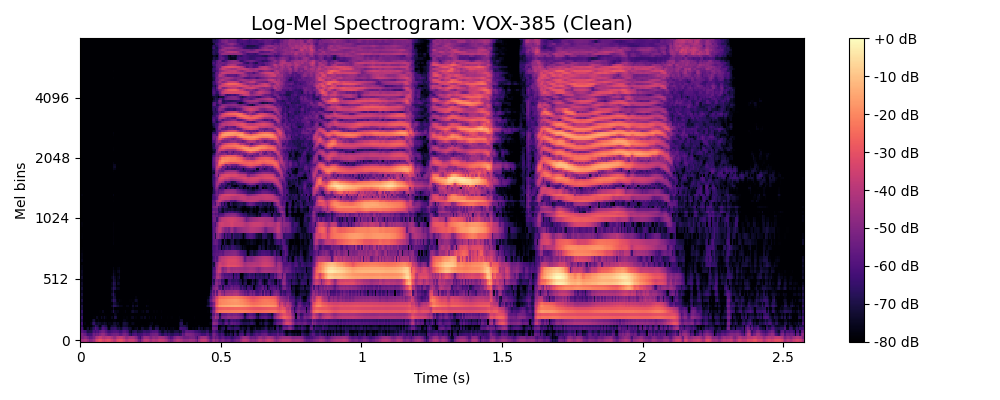 Log-Mel Spectrogram: VOX-385 (Clean)
Mel bins
4096
2048
1024
512
0
0
0.5
1
1.5
2
2.5
Time (s)
+0 dB
-10 dB
-20 dB
-30 dB
-40 dB
-50 dB
-60 dB
-70 dB
-80 dB